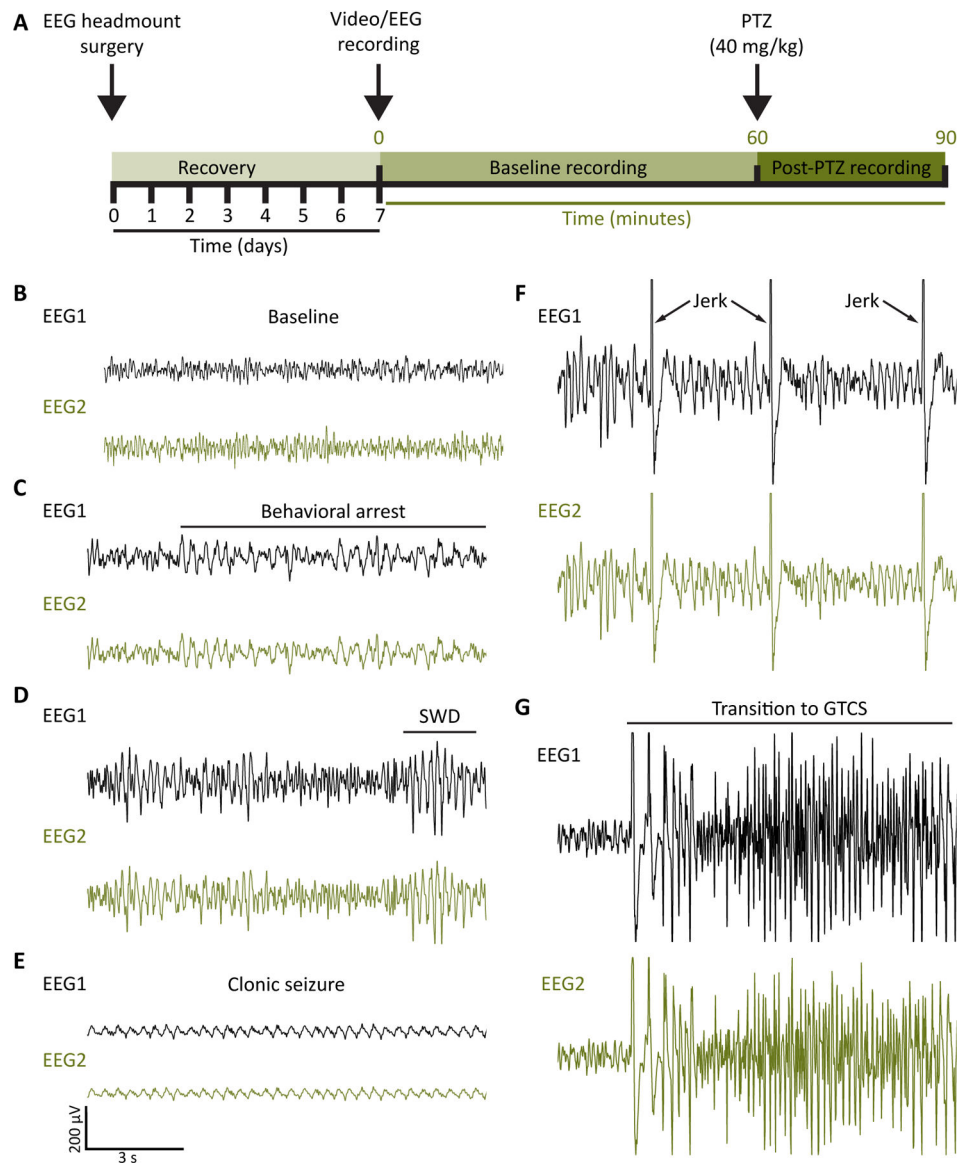 A
EEG headmount
surgery
Video/EEG
recording
PTZ
(40 mg/kg)
0
60
90
Recovery
Baseline recording
Post-PTZ recording
0 1 2 3 4 5 6 7
Time (days)
Time (minutes)
B
EEG1
Baseline
EEG2
C
EEG1
Behavioral arrest
EEG2
D
EEG1
SWD
EEG2
E
EEG1
Clonic seizure
EEG2
200 µV
3 s
F
EEG1
Jerk
Jerk
EEG2
G
Transition to GTCS
EEG1
EEG2